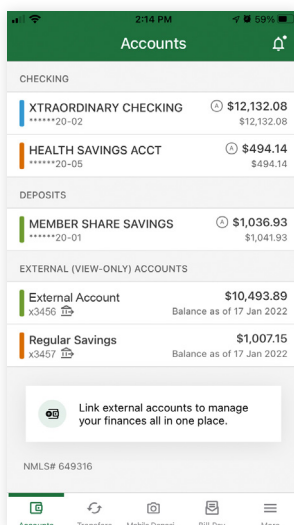 2:14 PM 59%
Accounts
CHECKING
XTRAORDINARY CHECKING A $12,132.08
******20-02 $12,132.08
HEALTH SAVINGS ACCT A $494.14
******20-05 $494.14
DEPOSITS
MEMBER SHARE SAVINGS A $1,036.93
******20-01 $1,041.93
EXTERNAL (VIEW-ONLY) ACCOUNTS
External Account $10,493.89
x3456 Balance as of 17 Jan 2022
Regular Savings $1,007.15
x3457 Balance as of 17 Jan 2022
Link external accounts to manage
your finances all in one place.
NMLS# 649316
Accounts Transfers Mobile Deposit Bill Pay More